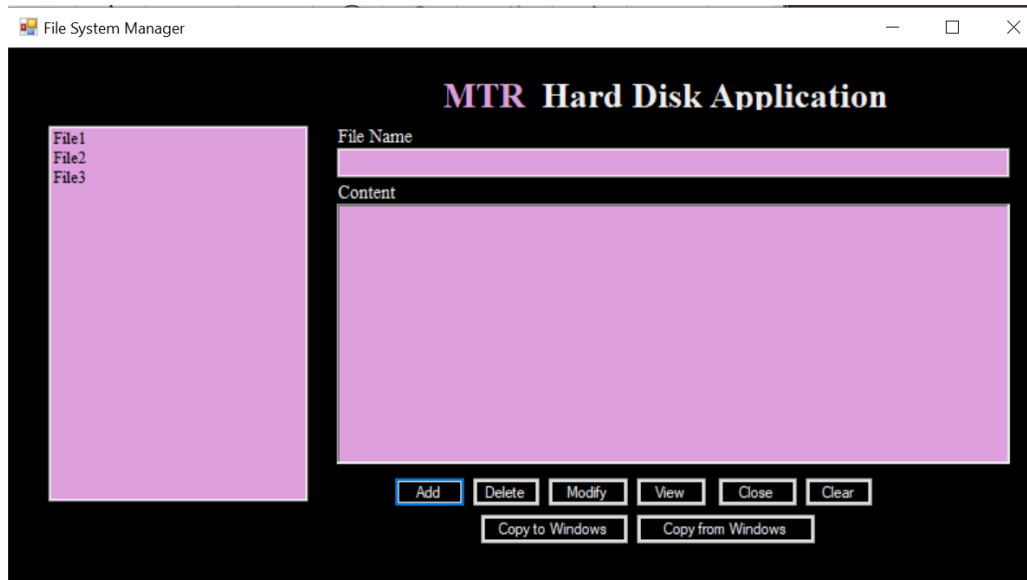 File System Manager
MTR Hard Disk Application
File1
File2
File3
File Name
Content
Add Delete Modify View Close Clear
Copy to Windows Copy from Windows